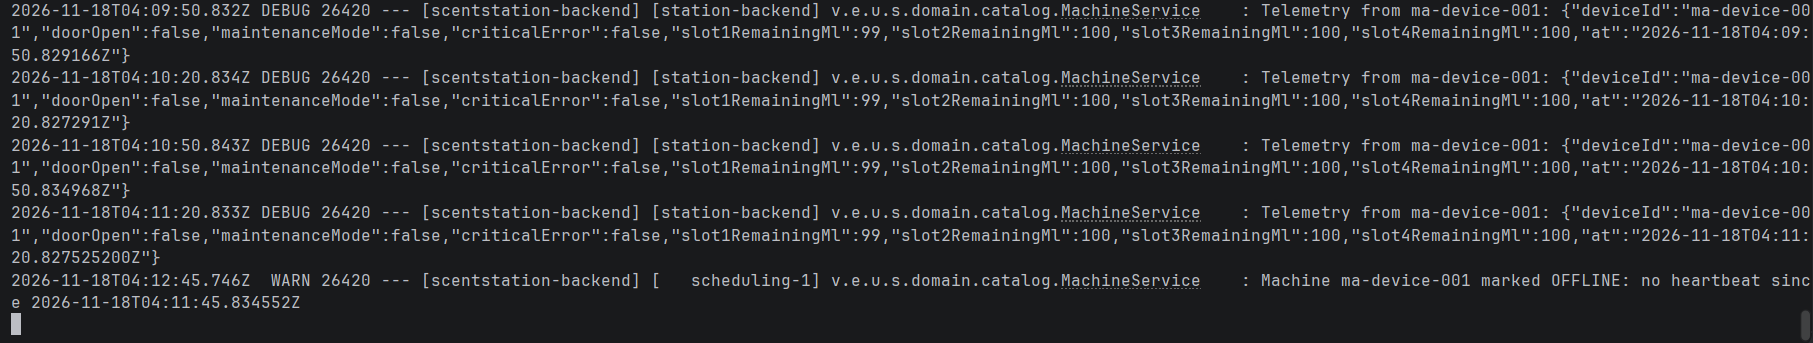 2026-11-18T04:09:50.832Z DEBUG 26420 --- [scentstation-backend] [station-backend] v.e.u.s.domain.catalog.MachineService    : Telemetry from ma-device-001: {"deviceId":"ma-device-00
1","doorOpen":false,"maintenanceMode":false,"criticalError":false,"slot1RemainingMl":99,"slot2RemainingMl":100,"slot3RemainingMl":100,"slot4RemainingMl":100,"at":"2026-11-18T04:09:
50.829166Z"}
2026-11-18T04:10:20.834Z DEBUG 26420 --- [scentstation-backend] [station-backend] v.e.u.s.domain.catalog.MachineService    : Telemetry from ma-device-001: {"deviceId":"ma-device-00
1","doorOpen":false,"maintenanceMode":false,"criticalError":false,"slot1RemainingMl":99,"slot2RemainingMl":100,"slot3RemainingMl":100,"slot4RemainingMl":100,"at":"2026-11-18T04:10:
20.827291Z"}
2026-11-18T04:10:50.843Z DEBUG 26420 --- [scentstation-backend] [station-backend] v.e.u.s.domain.catalog.MachineService    : Telemetry from ma-device-001: {"deviceId":"ma-device-00
1","doorOpen":false,"maintenanceMode":false,"criticalError":false,"slot1RemainingMl":99,"slot2RemainingMl":100,"slot3RemainingMl":100,"slot4RemainingMl":100,"at":"2026-11-18T04:10:
50.834968Z"}
2026-11-18T04:11:20.833Z DEBUG 26420 --- [scentstation-backend] [station-backend] v.e.u.s.domain.catalog.MachineService    : Telemetry from ma-device-001: {"deviceId":"ma-device-00
1","doorOpen":false,"maintenanceMode":false,"criticalError":false,"slot1RemainingMl":99,"slot2RemainingMl":100,"slot3RemainingMl":100,"slot4RemainingMl":100,"at":"2026-11-18T04:11:
20.827525200Z"}
2026-11-18T04:12:45.746Z  WARN 26420 --- [scentstation-backend] [   scheduling-1] v.e.u.s.domain.catalog.MachineService    : Machine ma-device-001 marked OFFLINE: no heartbeat sinc
e 2026-11-18T04:11:45.834552Z